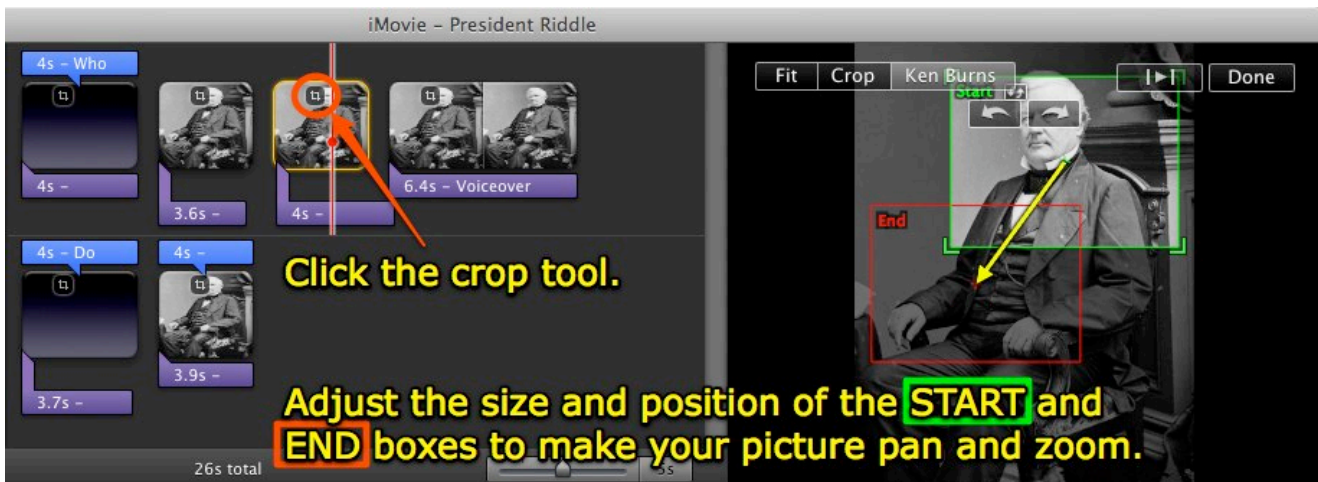 iMovie – President Riddle
4s – Who
4s –
3.6s –
4s –
6.4s – Voiceover
Fit
Crop
Ken Burns
Done
Start
End
Click the crop tool.
4s – Do
4s –
3.7s –
3.9s –
Adjust the size and position of the START and
END boxes to make your picture pan and zoom.
26s total
5s